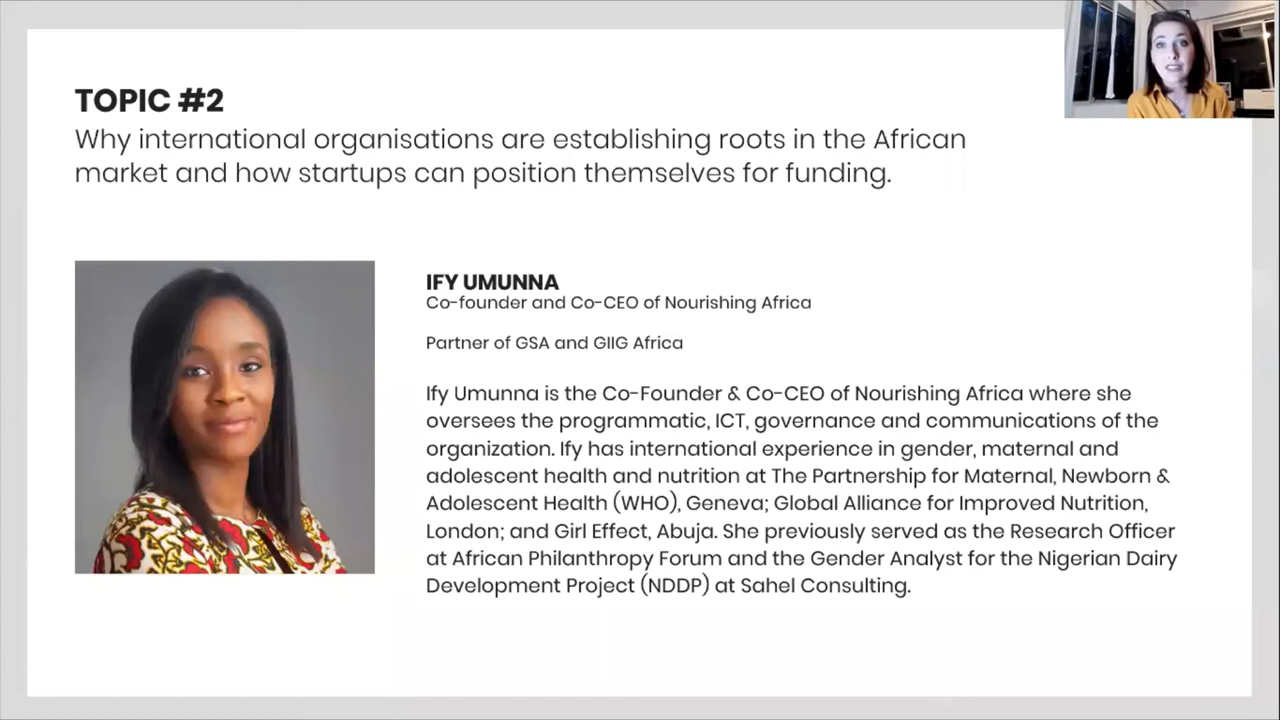 TOPIC #2
Why international organisations are establishing roots in the African
market and how startups can position themselves for funding.
IFY UMUNNA
Co-founder and Co-CEO of Nourishing Africa
Partner of GSA and GIIG Africa
Ify Umunna is the Co-Founder & Co-CEO of Nourishing Africa where she
oversees the programmatic, ICT, governance and communications of the
organization. Ify has international experience in gender, maternal and
adolescent health and nutrition at The Partnership for Maternal, Newborn &
Adolescent Health (WHO), Geneva; Global Alliance for Improved Nutrition,
London; and Girl Effect, Abuja. She previously served as the Research Officer
at African Philanthropy Forum and the Gender Analyst for the Nigerian Dairy
Development Project (NDDP) at Sahel Consulting.